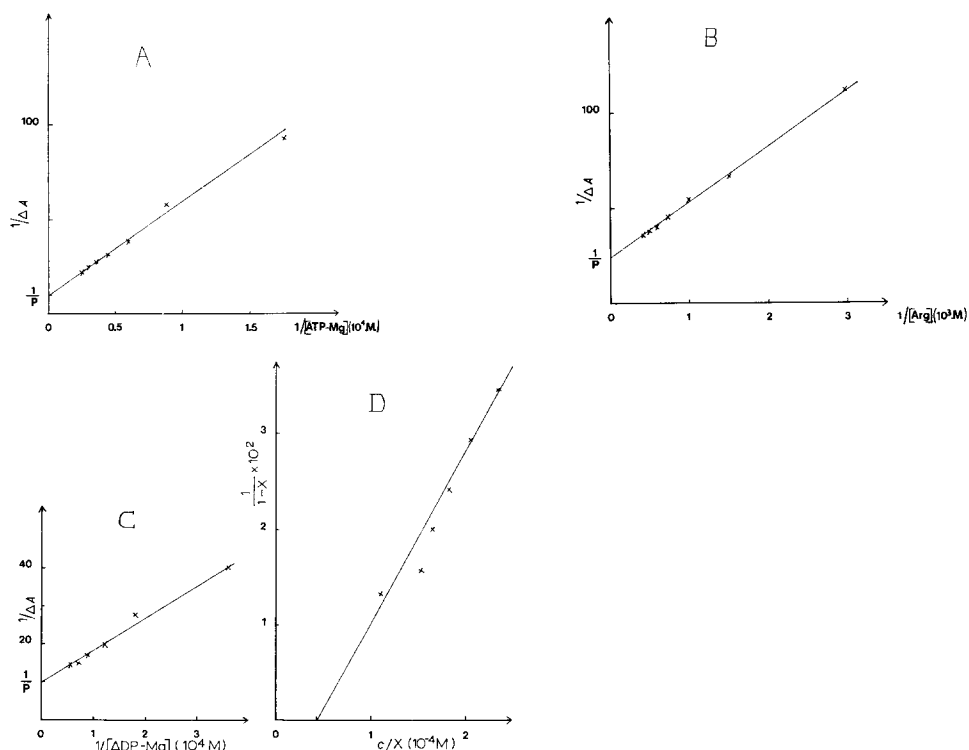 A
100
1/ΔA
1/P
0
0.5
1
1.5
1/[ATP-Mg](10⁴M)
B
100
1/ΔA
1/P
0
1
2
3
1/[Arg](10³M)
C
40
1/ΔA
20
1/P
0
1
2
3
1/[ADP-Mg] (10⁴M)
D
3
1/1-X ×10²
2
1
0
1
2
c/X (10⁻⁴M)